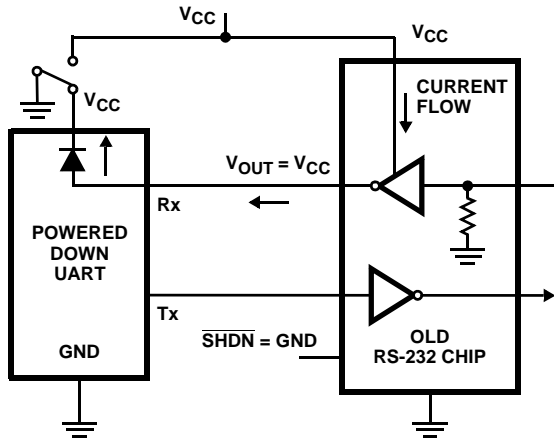 VCC
VCC
VCC
CURRENT
FLOW
VOUT = VCC
Rx
POWERED
DOWN
UART
Tx
GND
SHDN = GND
OLD
RS-232 CHIP